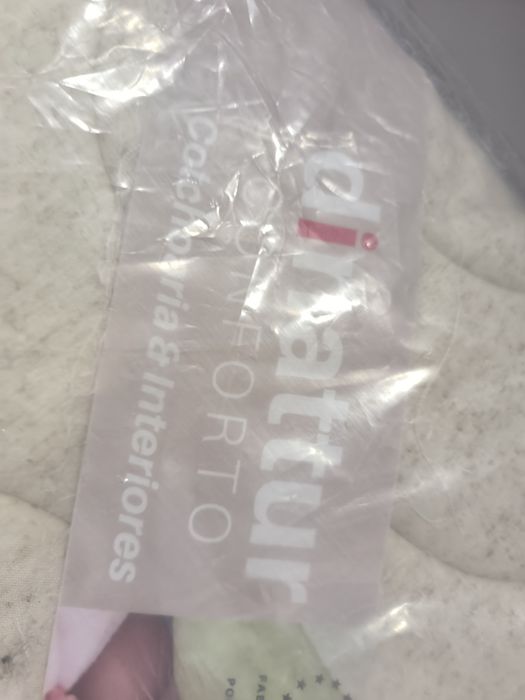 dimattur
CONFORTO
Colchoaria & Interiores